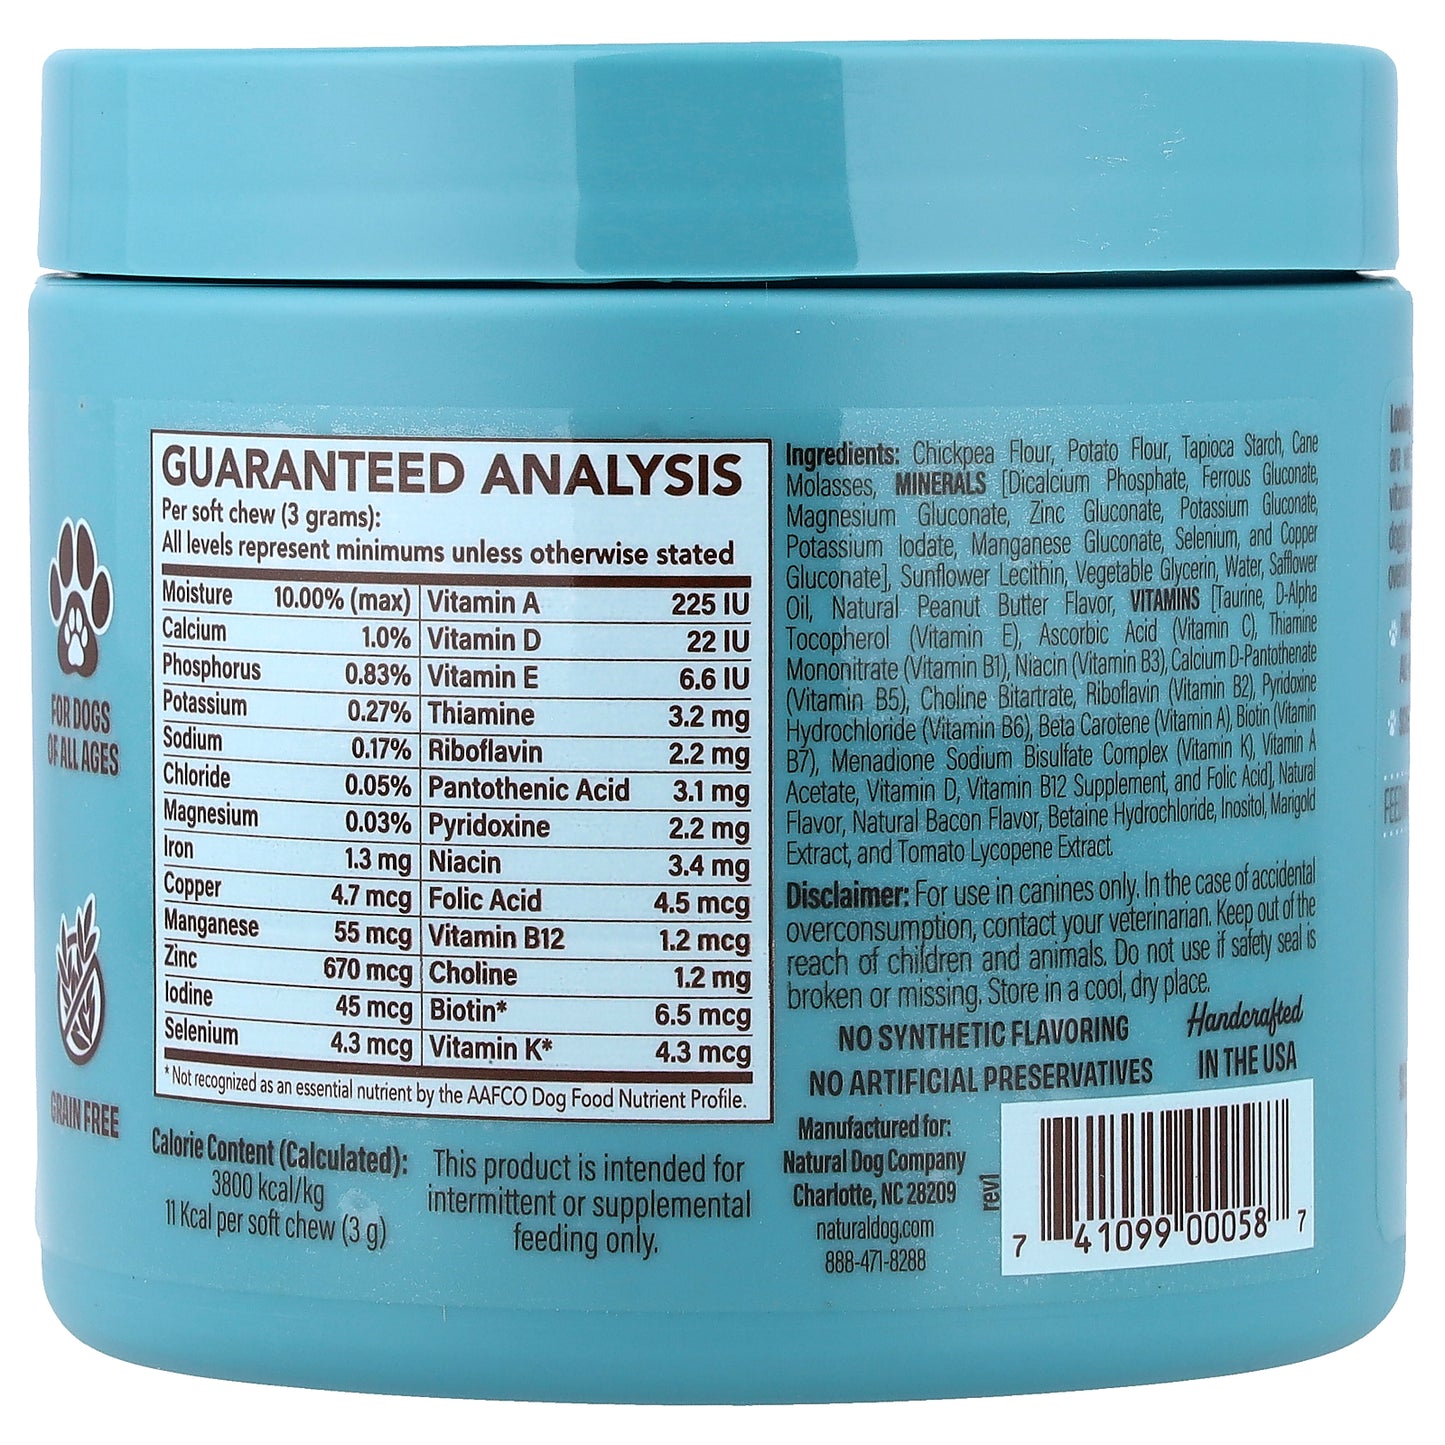 GUARANTEED ANALYSIS
Per soft chew (3 grams):
All levels represent minimums unless otherwise stated
Moisture 10.00% (max)
Calcium 1.0%
Phosphorus 0.83%
Potassium 0.27%
Sodium 0.17%
Chloride 0.05%
Magnesium 0.03%
Iron 1.3 mg
Copper 4.7 mcg
Manganese 55 mcg
Zinc 670 mcg
Iodine 45 mcg
Selenium 4.3 mcg
Vitamin A 225 IU
Vitamin D 22 IU
Vitamin E 6.6 IU
Thiamine 3.2 mg
Riboflavin 2.2 mg
Pantothenic Acid 3.1 mg
Pyridoxine 2.2 mg
Niacin 3.4 mg
Folic Acid 4.5 mcg
Vitamin B12 1.2 mcg
Choline 1.2 mg
Biotin* 6.5 mcg
Vitamin K* 4.3 mcg
*Not recognized as an essential nutrient by the AAFCO Dog Food Nutrient Profile.
FOR DOGS
OF ALL AGES
GRAIN FREE
Calorie Content (Calculated):
3800 kcal/kg
11 Kcal per soft chew (3 g)
This product is intended for
intermittent or supplemental
feeding only.
Ingredients: Chickpea Flour, Potato Flour, Tapioca Starch, Cane
Molasses, MINERALS [Dicalcium Phosphate, Ferrous Gluconate,
Magnesium Gluconate, Zinc Gluconate, Potassium Gluconate,
Potassium Iodate, Manganese Gluconate, Selenium, and Copper
Gluconate], Sunflower Lecithin, Vegetable Glycerin, Water, Safflower
Oil, Natural Peanut Butter Flavor, VITAMINS [Taurine, D-Alpha
Tocopherol (Vitamin E), Ascorbic Acid (Vitamin C), Thiamine
Mononitrate (Vitamin B1), Niacin (Vitamin B3), Calcium D-Pantothenate
(Vitamin B5), Choline Bitartrate, Riboflavin (Vitamin B2), Pyridoxine
Hydrochloride (Vitamin B6), Beta Carotene (Vitamin A), Biotin (Vitamin
B7), Menadione Sodium Bisulfate Complex (Vitamin K), Vitamin A
Acetate, Vitamin D, Vitamin B12 Supplement, and Folic Acid], Natural
Flavor, Natural Bacon Flavor, Betaine Hydrochloride, Inositol, Marigold
Extract, and Tomato Lycopene Extract.
Disclaimer: For use in canines only. In the case of accidental
overconsumption, contact your veterinarian. Keep out of the
reach of children and animals. Do not use if safety seal is
broken or missing. Store in a cool, dry place.
NO SYNTHETIC FLAVORING
NO ARTIFICIAL PRESERVATIVES
Handcrafted
IN THE USA
Manufactured for:
Natural Dog Company
Charlotte, NC 28209
naturaldog.com
888-471-8288
rev1
7 41099 00058 7